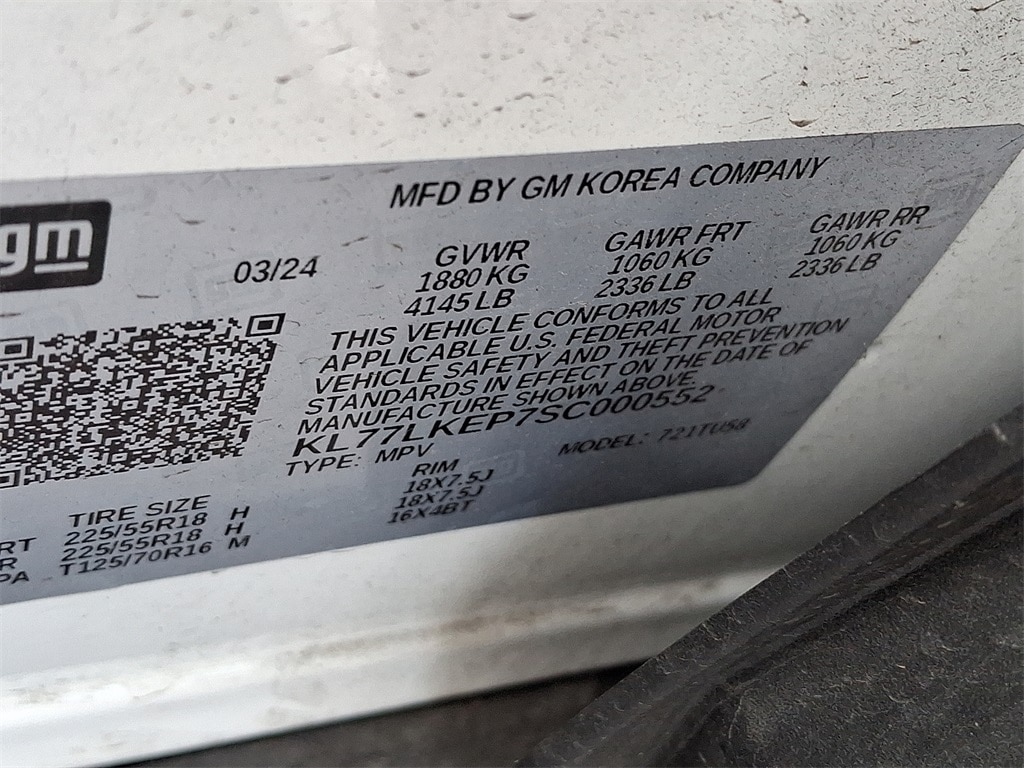 MFD BY GM KOREA COMPANY
gm
03/24
GVWR GAWR FRT GAWR RR
1880 KG 1060 KG 1060 KG
4145 LB 2336 LB 2336 LB
THIS VEHICLE CONFORMS TO ALL
APPLICABLE U.S. FEDERAL MOTOR
VEHICLE SAFETY AND THEFT PREVENTION
STANDARDS IN EFFECT ON THE DATE OF
MANUFACTURE SHOWN ABOVE.
KL77LKEP7SC000552
TYPE: MPV MODEL: 721TU58
TIRE SIZE RIM
RT 225/55R18 H 18X7.5J
R 225/55R18 H 18X7.5J
PA T125/70R16 M 16X4BT